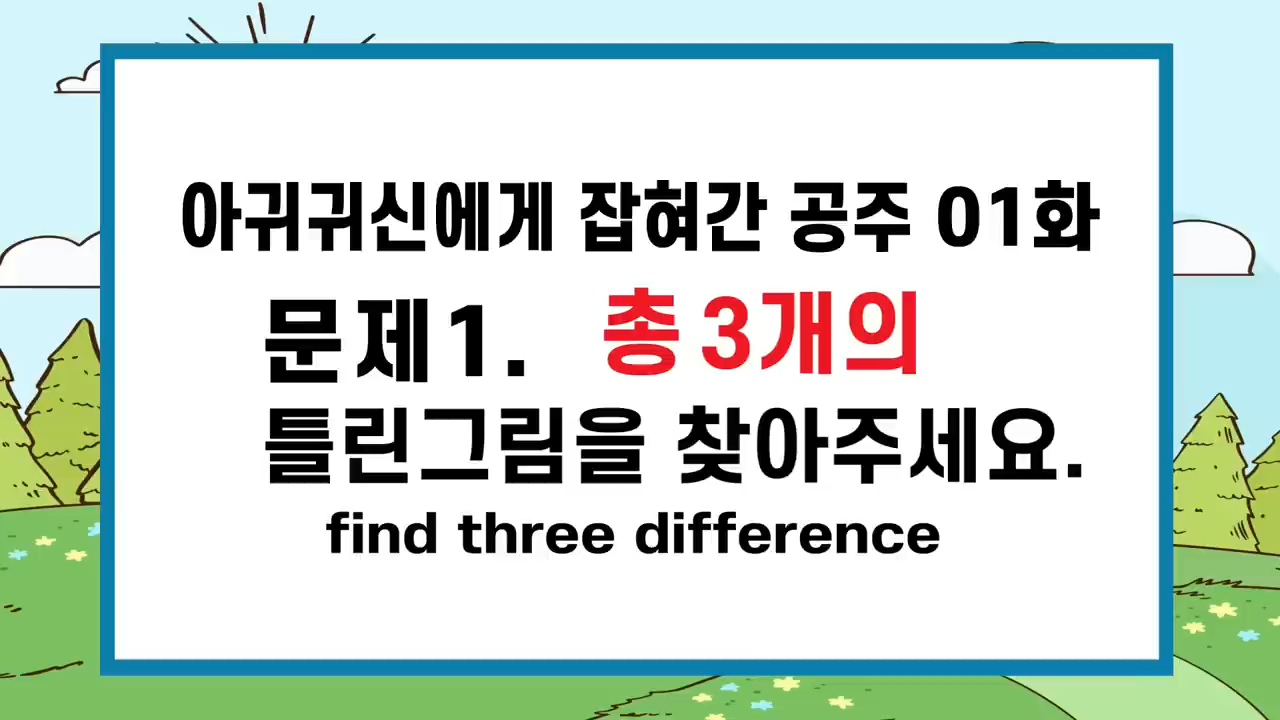 아귀귀신에게 잡혀간 공주 01화
문제1. 총 3개의
틀린그림을 찾아주세요.
find three difference